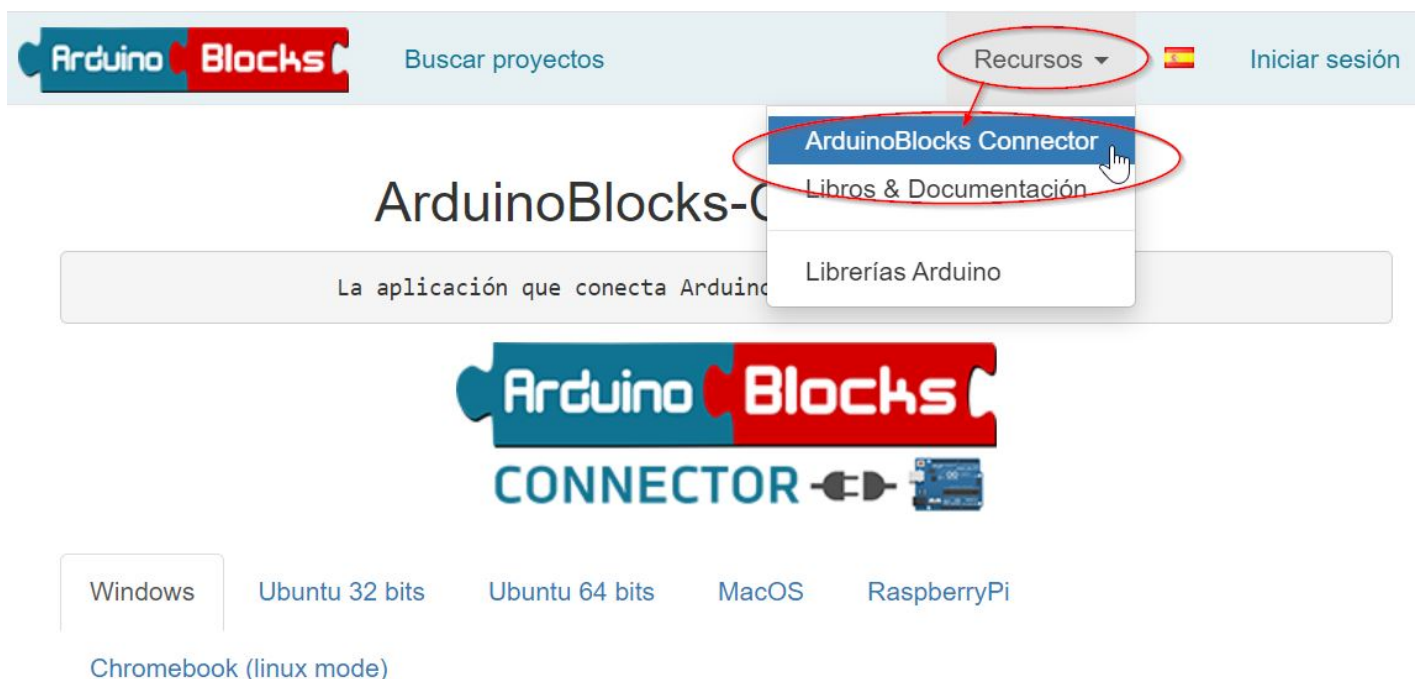 Arduino Blocks
Buscar proyectos
Recursos
Iniciar sesión
ArduinoBlocks Connector
Libros & Documentación
Librerías Arduino
ArduinoBlocks-
La aplicación que conecta
Arduino Blocks
CONNECTOR
Windows
Ubuntu 32 bits
Ubuntu 64 bits
MacOS
RaspberryPi
Chromebook (linux mode)